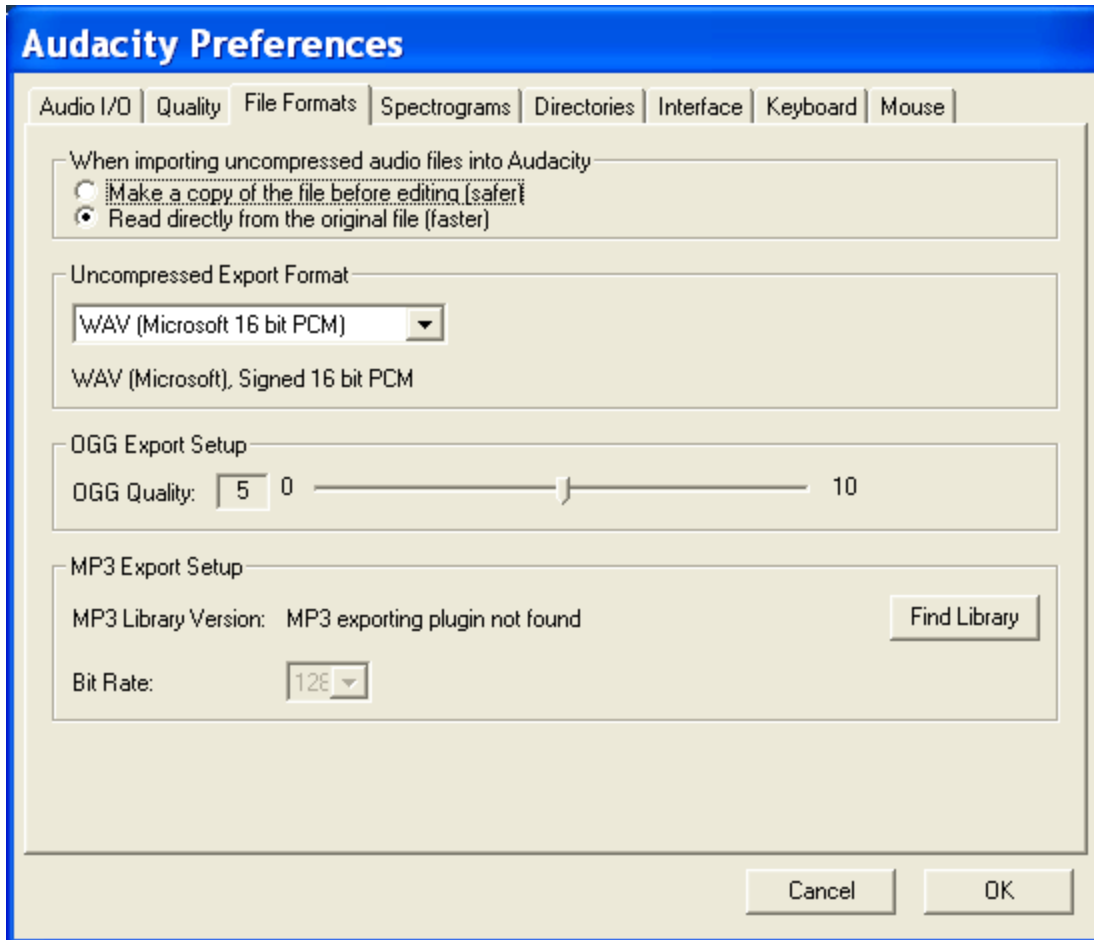 Audacity Preferences
Audio I/O Quality File Formats Spectrograms Directories Interface Keyboard Mouse
When importing uncompressed audio files into Audacity
Make a copy of the file before editing (safer)
Read directly from the original file (faster)
Uncompressed Export Format
WAV (Microsoft 16 bit PCM)
WAV (Microsoft), Signed 16 bit PCM
OGG Export Setup
OGG Quality: 5 0 10
MP3 Export Setup
MP3 Library Version: MP3 exporting plugin not found Find Library
Bit Rate: 128
Cancel OK